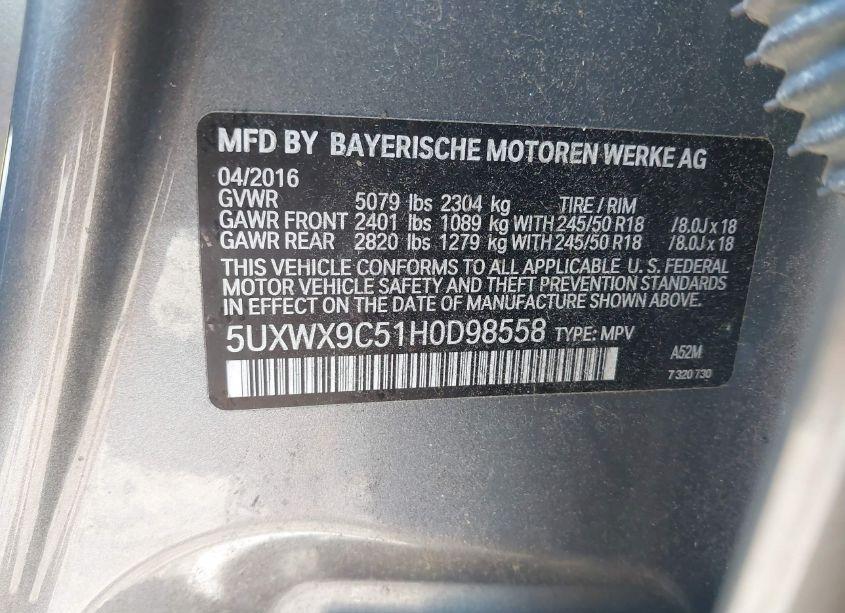 MFD BY BAYERISCHE MOTOREN WERKE AG
04/2016
GVWR 5079 lbs 2304 kg TIRE / RIM
GAWR FRONT 2401 lbs 1089 kg WITH 245/50 R18 /8.0J x 18
GAWR REAR 2820 lbs 1279 kg WITH 245/50 R18 /8.0J x 18
THIS VEHICLE CONFORMS TO ALL APPLICABLE U. S. FEDERAL
MOTOR VEHICLE SAFETY AND THEFT PREVENTION STANDARDS
IN EFFECT ON THE DATE OF MANUFACTURE SHOWN ABOVE.
5UXWX9C51H0D98558 TYPE: MPV
A52M
7 320 730